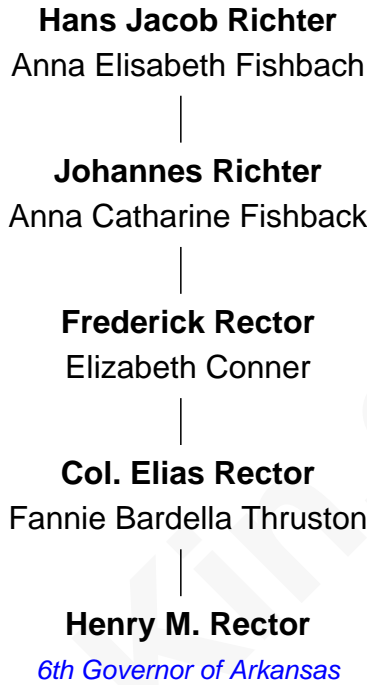 Hans Jacob Richter
Anna Elisabeth Fishbach
Johannes Richter
Anna Catharine Fishback
Frederick Rector
Elizabeth Conner
Col. Elias Rector
Fannie Bardella Thruston
Henry M. Rector
6th Governor of Arkansas